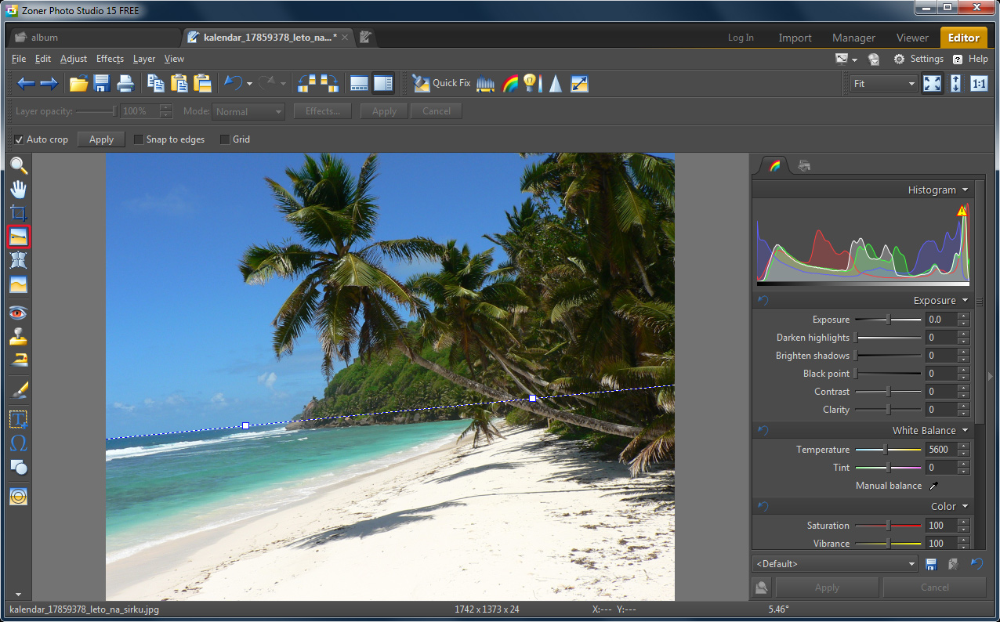 Zoner Photo Studio 15 FREE
album
kalendar_17859378_leto_na...*
Log In
Import
Manager
Viewer
Editor
File Edit Adjust Effects Layer View
Settings
? Help
Quick Fix
Fit
1:1
Layer opacity: 100% Mode: Normal Effects... Apply Cancel
Auto crop Apply Snap to edges Grid
Histogram
Exposure
Exposure 0.0
Darken highlights 0
Brighten shadows 0
Black point 0
Contrast 0
Clarity 0
White Balance
Temperature 5600
Tint 0
Manual balance
Color
Saturation 100
Vibrance 100
<Default>
Apply Cancel
kalendar_17859378_leto_na_sirku.jpg 1742 x 1373 x 24 X:--- Y:--- 5.46°